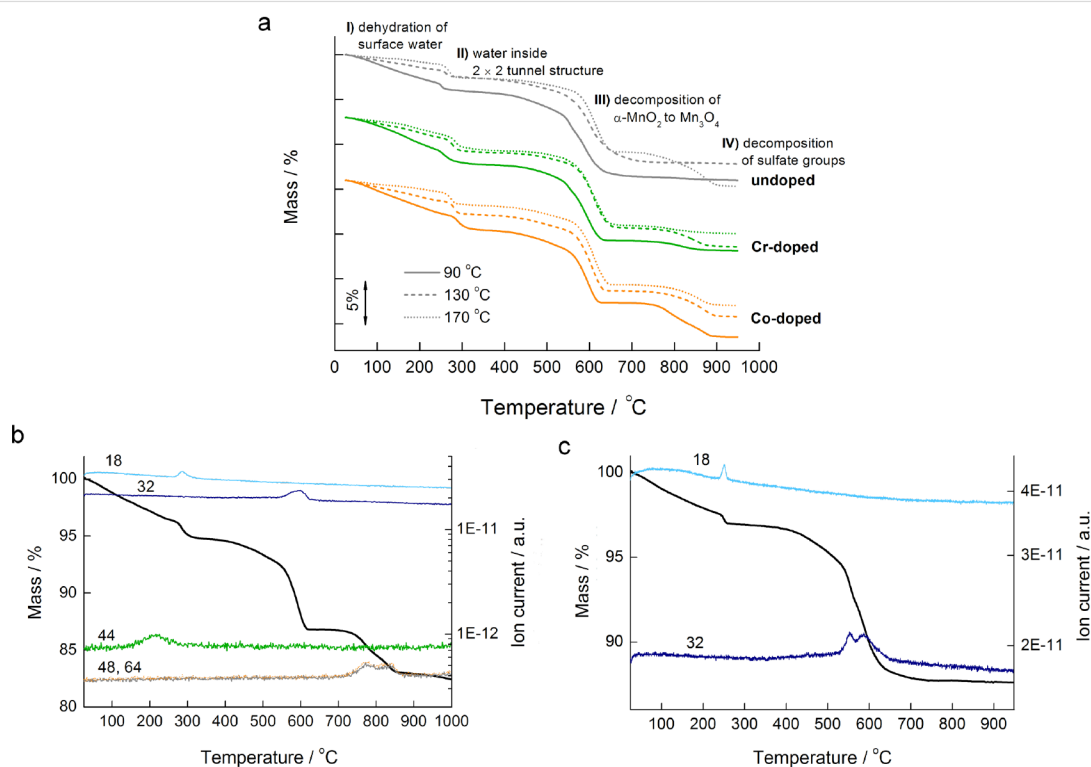 a
I) dehydration of
surface water
II) water inside
2 × 2 tunnel structure
III) decomposition of
α-MnO2 to Mn3O4
IV) decomposition
of sulfate groups
undoped
Cr-doped
Co-doped
Mass / %
5%
90 °C
130 °C
170 °C
0 100 200 300 400 500 600 700 800 900 1000
Temperature / °C
b
18
32
44
48, 64
100
95
90
85
80
Mass / %
1E-11
1E-12
Ion current / a.u.
100 200 300 400 500 600 700 800 900 1000
Temperature / °C
c
18
32
100
95
90
Mass / %
4E-11
3E-11
2E-11
Ion current / a.u.
100 200 300 400 500 600 700 800 900
Temperature / °C